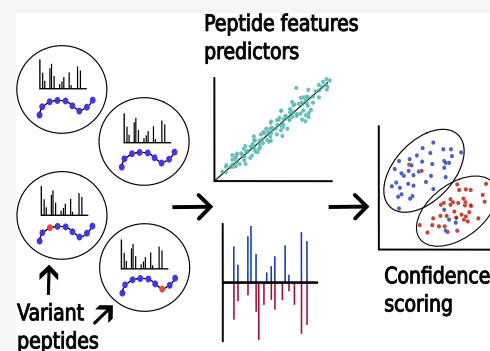 Peptide features
predictors
Variant
peptides
Confidence
scoring